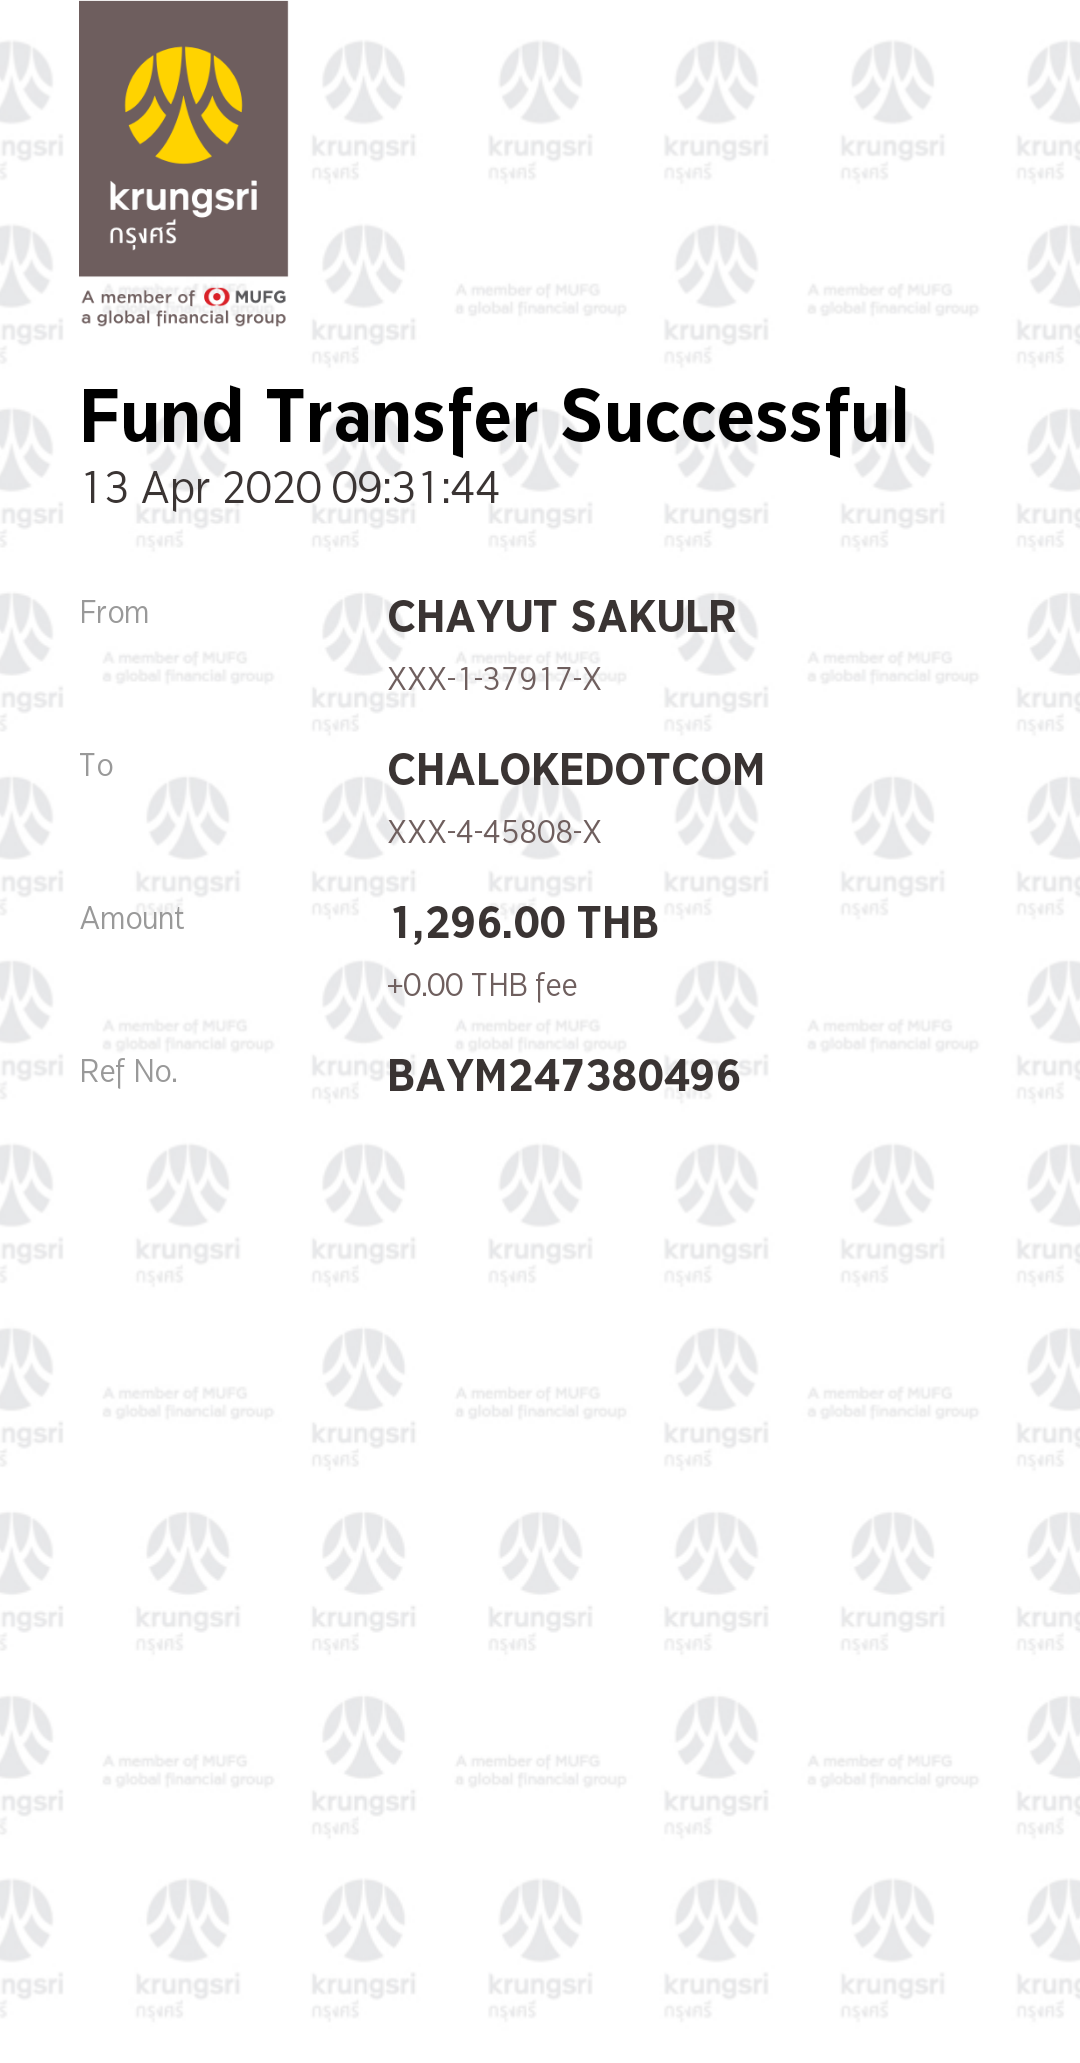 krungsri
กรุงศรี
A member of MUFG
a global financial group
Fund Transfer Successful
13 Apr 2020 09:31:44
From
CHAYUT SAKULR
XXX-1-37917-X
To
CHALOKEDOTCOM
XXX-4-45808-X
Amount
1,296.00 THB
+0.00 THB fee
Ref No.
BAYM247380496